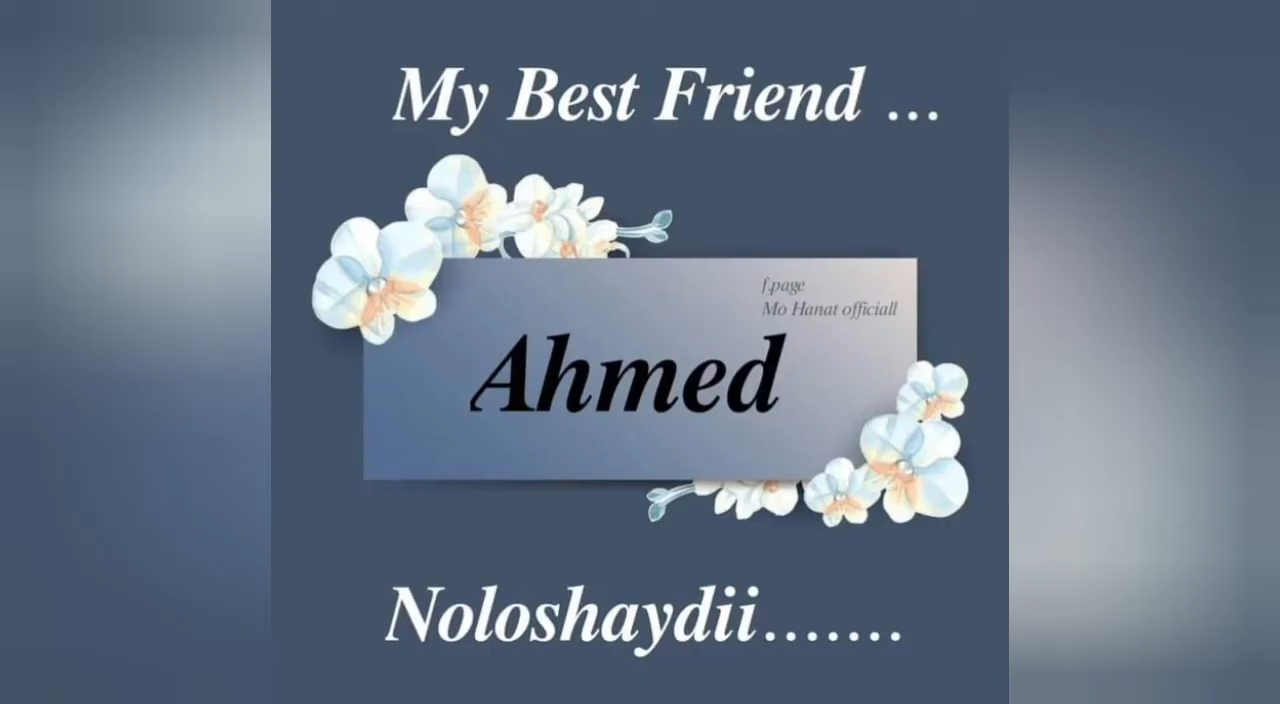 My Best Friend ...
f.page
Mo Hanat officiall
Ahmed
Noloshaydii.......